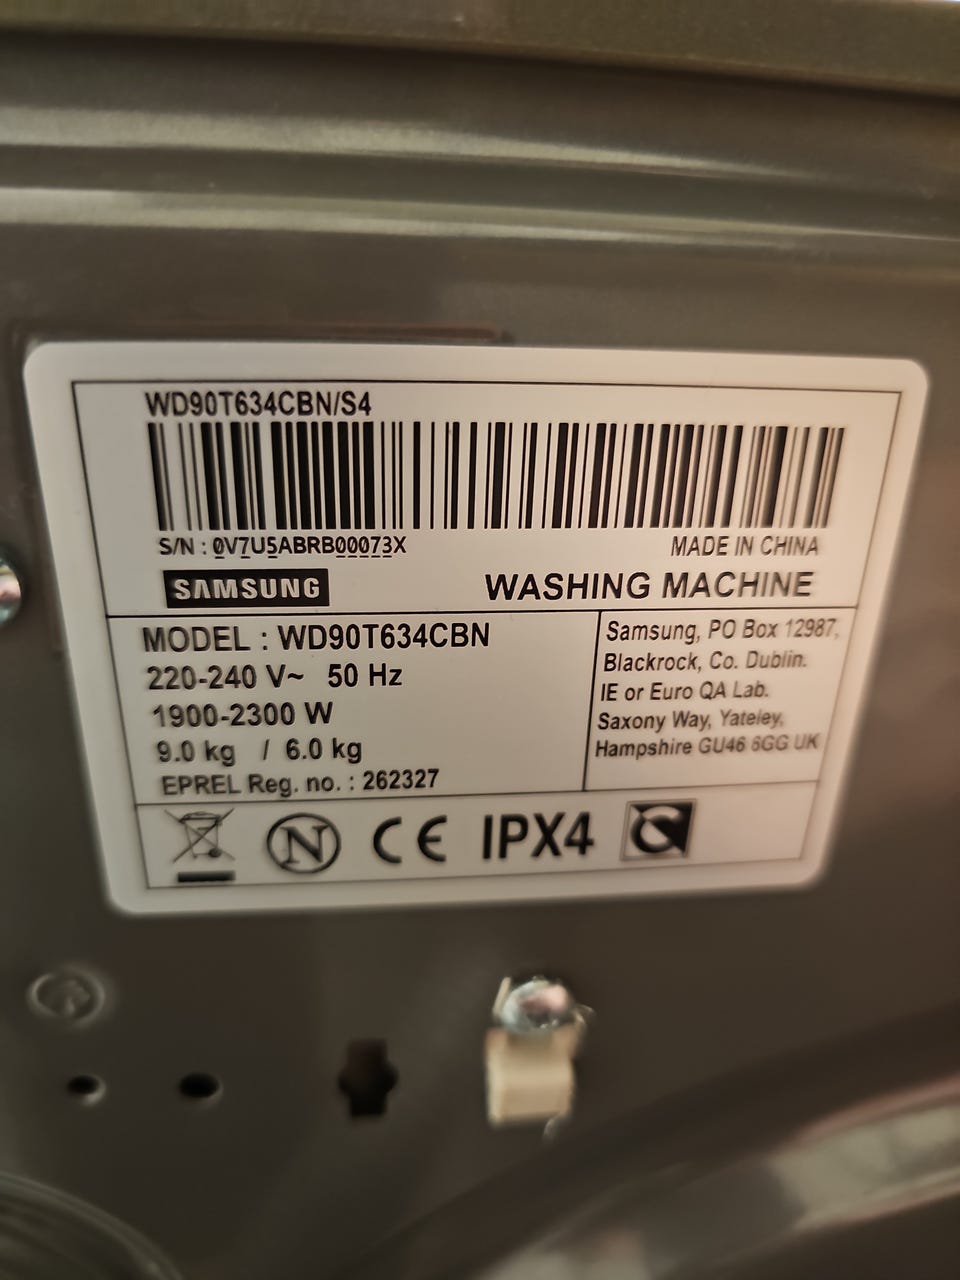 WD90T634CBN/S4
S/N : 0V7U5ABRB00073X
MADE IN CHINA
SAMSUNG
WASHING MACHINE
MODEL : WD90T634CBN
220-240 V~ 50 Hz
1900-2300 W
9.0 kg / 6.0 kg
EPREL Reg. no. : 262327
Samsung, PO Box 12987,
Blackrock, Co. Dublin.
IE or Euro QA Lab.
Saxony Way, Yateley,
Hampshire GU46 6GG UK
N CE IPX4